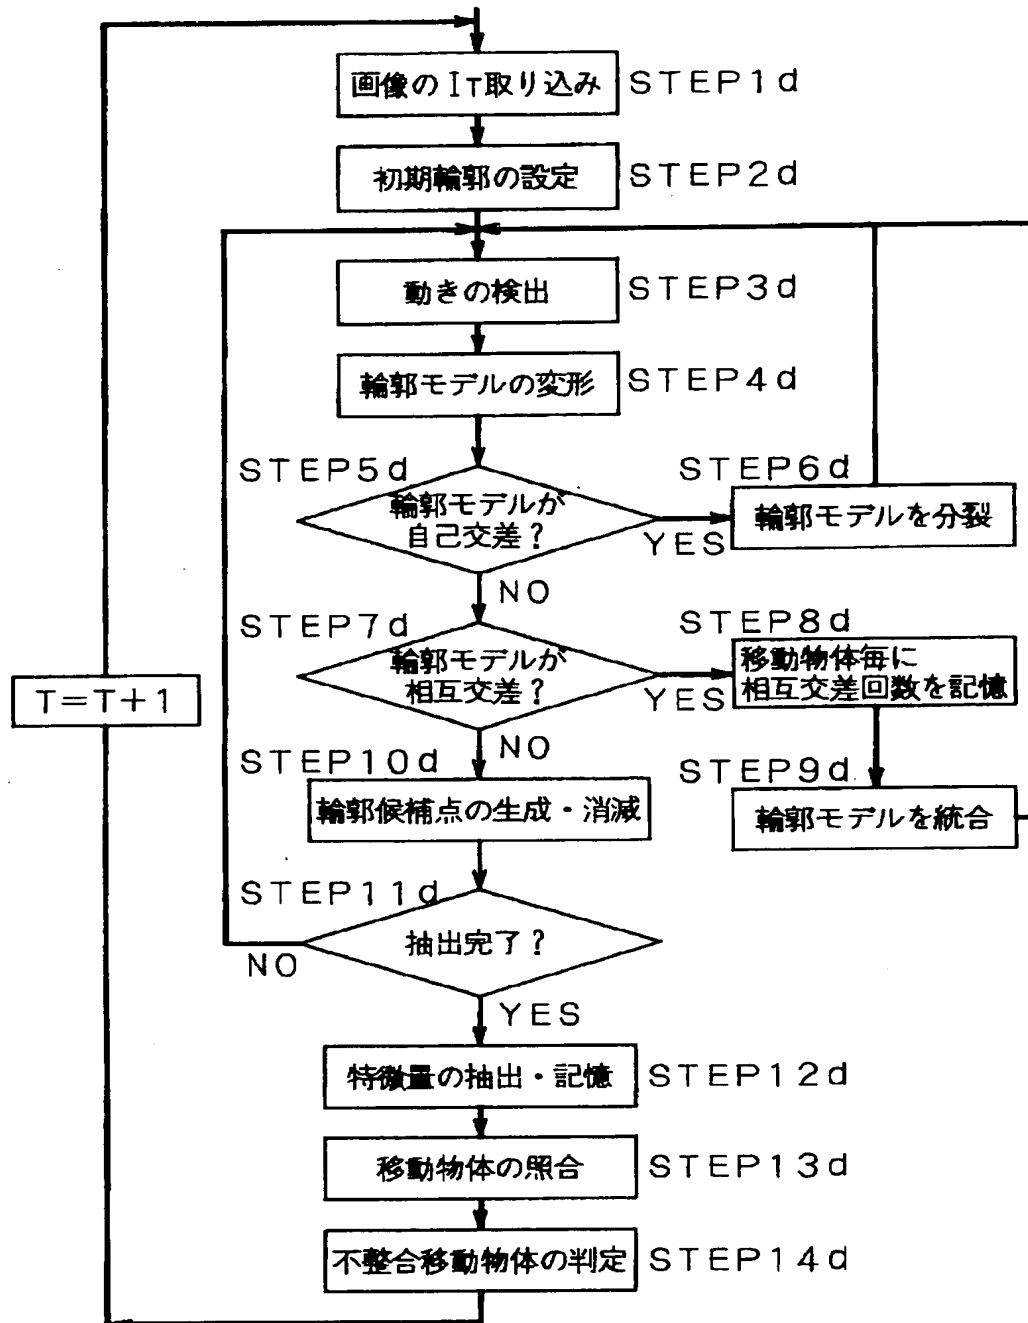 画像のIT取り込み
STEP1d
初期輪郭の設定
STEP2d
動きの検出
STEP3d
輪郭モデルの変形
STEP4d
STEP5d
輪郭モデルが
自己交差?
YES
NO
STEP6d
輪郭モデルを分裂
STEP7d
輪郭モデルが
相互交差?
YES
NO
STEP8d
移動物体毎に
相互交差回数を記憶
STEP9d
輪郭モデルを統合
T=T+1
STEP10d
輪郭候補点の生成・消滅
STEP11d
抽出完了?
NO
YES
特徴量の抽出・記憶
STEP12d
移動物体の照合
STEP13d
不整合移動物体の判定
STEP14d